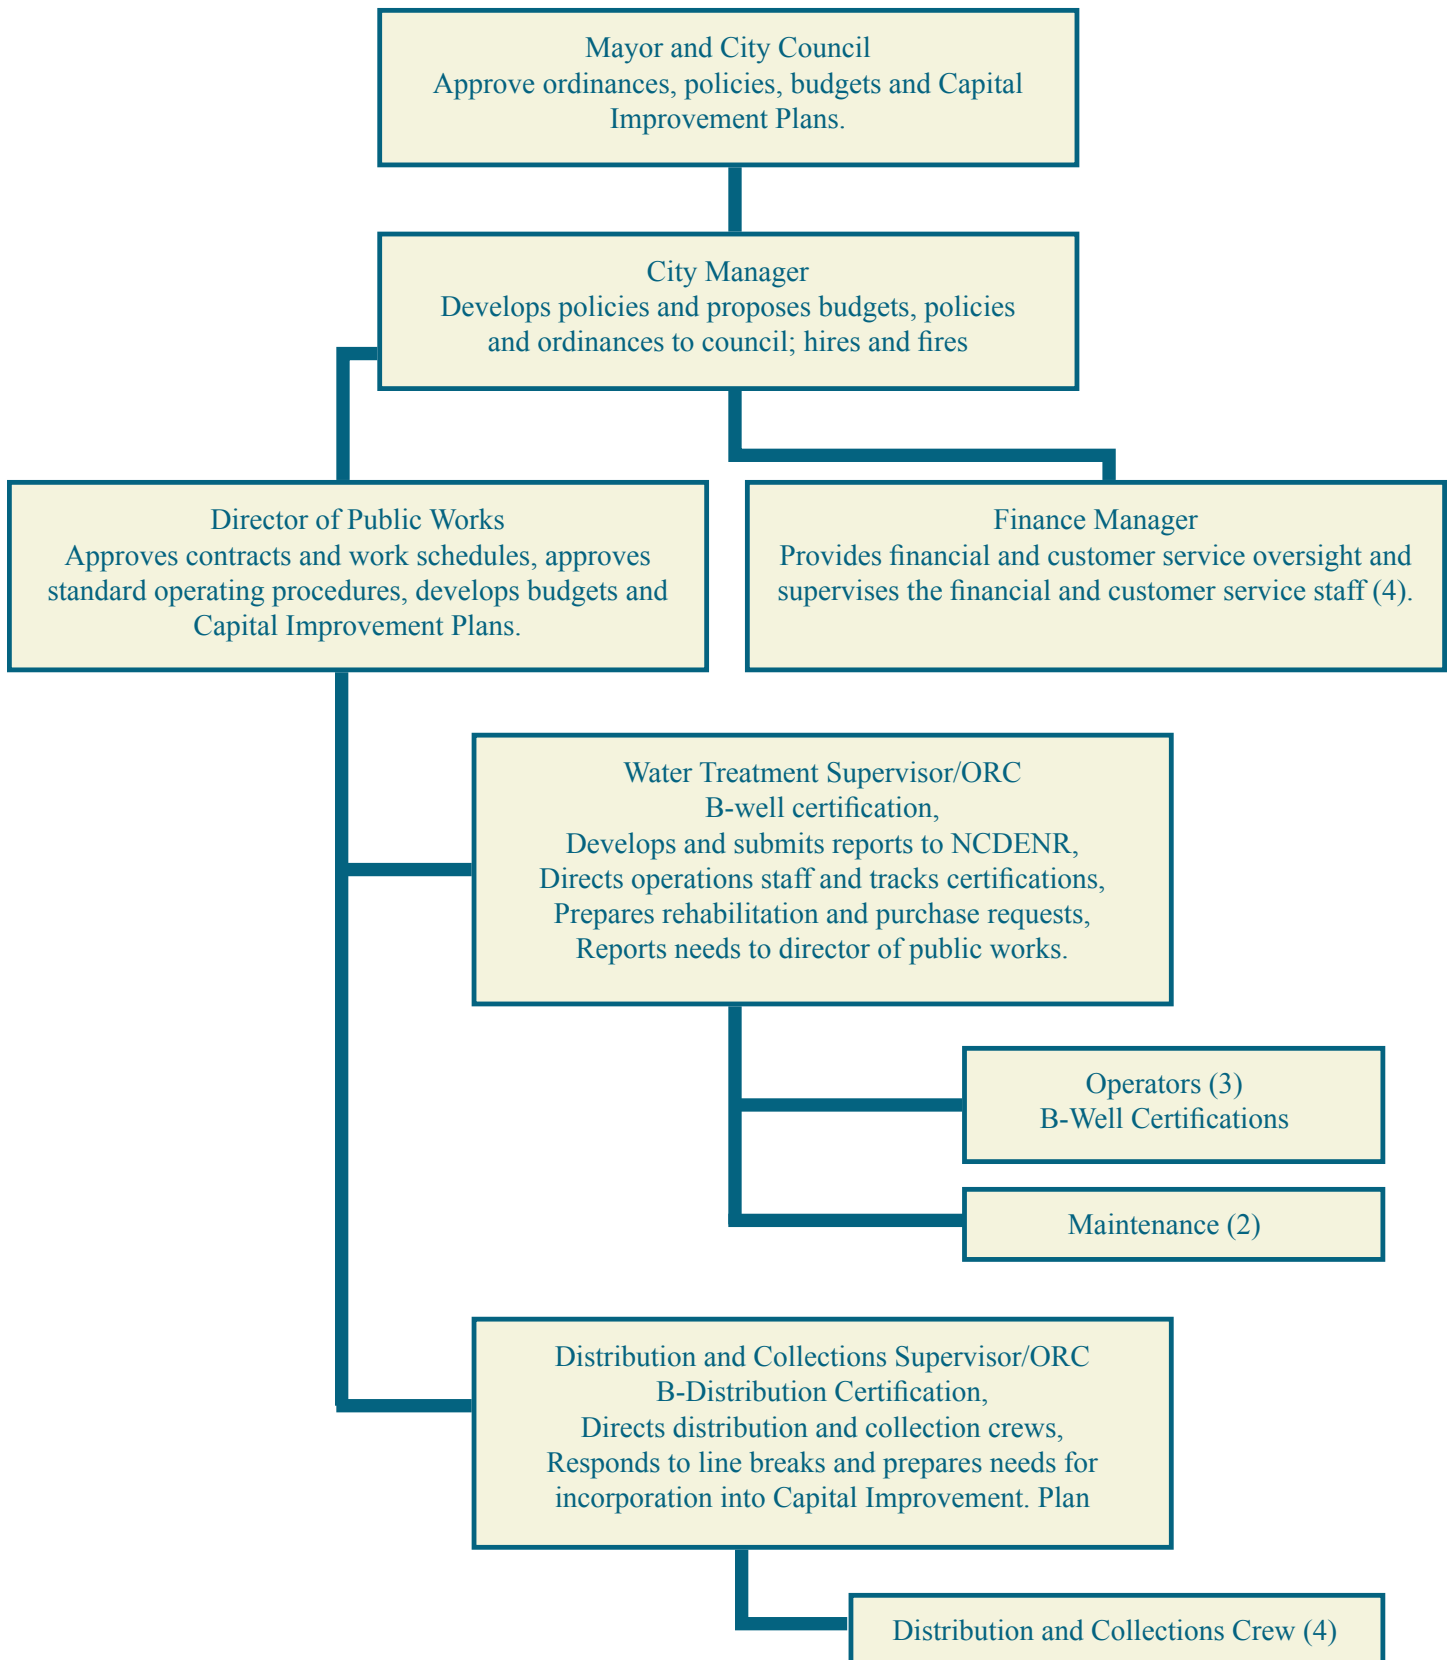 Mayor and City Council
Approve ordinances, policies, budgets and Capital
Improvement Plans.
City Manager
Develops policies and proposes budgets, policies
and ordinances to council; hires and fires
Director of Public Works
Approves contracts and work schedules, approves
standard operating procedures, develops budgets and
Capital Improvement Plans.
Finance Manager
Provides financial and customer service oversight and
supervises the financial and customer service staff (4).
Water Treatment Supervisor/ORC
B-well certification,
Develops and submits reports to NCDENR,
Directs operations staff and tracks certifications,
Prepares rehabilitation and purchase requests,
Reports needs to director of public works.
Operators (3)
B-Well Certifications
Maintenance (2)
Distribution and Collections Supervisor/ORC
B-Distribution Certification,
Directs distribution and collection crews,
Responds to line breaks and prepares needs for
incorporation into Capital Improvement. Plan
Distribution and Collections Crew (4)